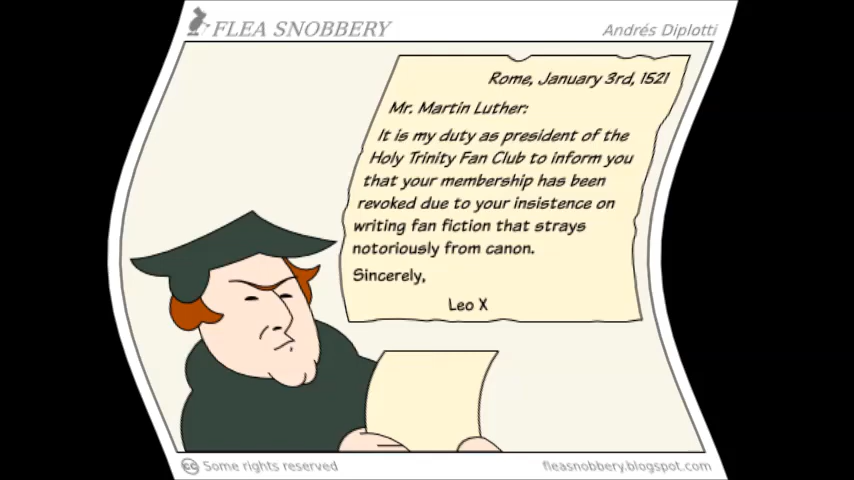 FLEA SNOBBERY
Andrés Diplotti
Rome, January 3rd, 1521
Mr. Martin Luther:
It is my duty as president of the
Holy Trinity Fan Club to inform you
that your membership has been
revoked due to your insistence on
writing fan fiction that strays
notoriously from canon.
Sincerely,
Leo X
cc Some rights reserved
fleasnobbery.blogspot.com